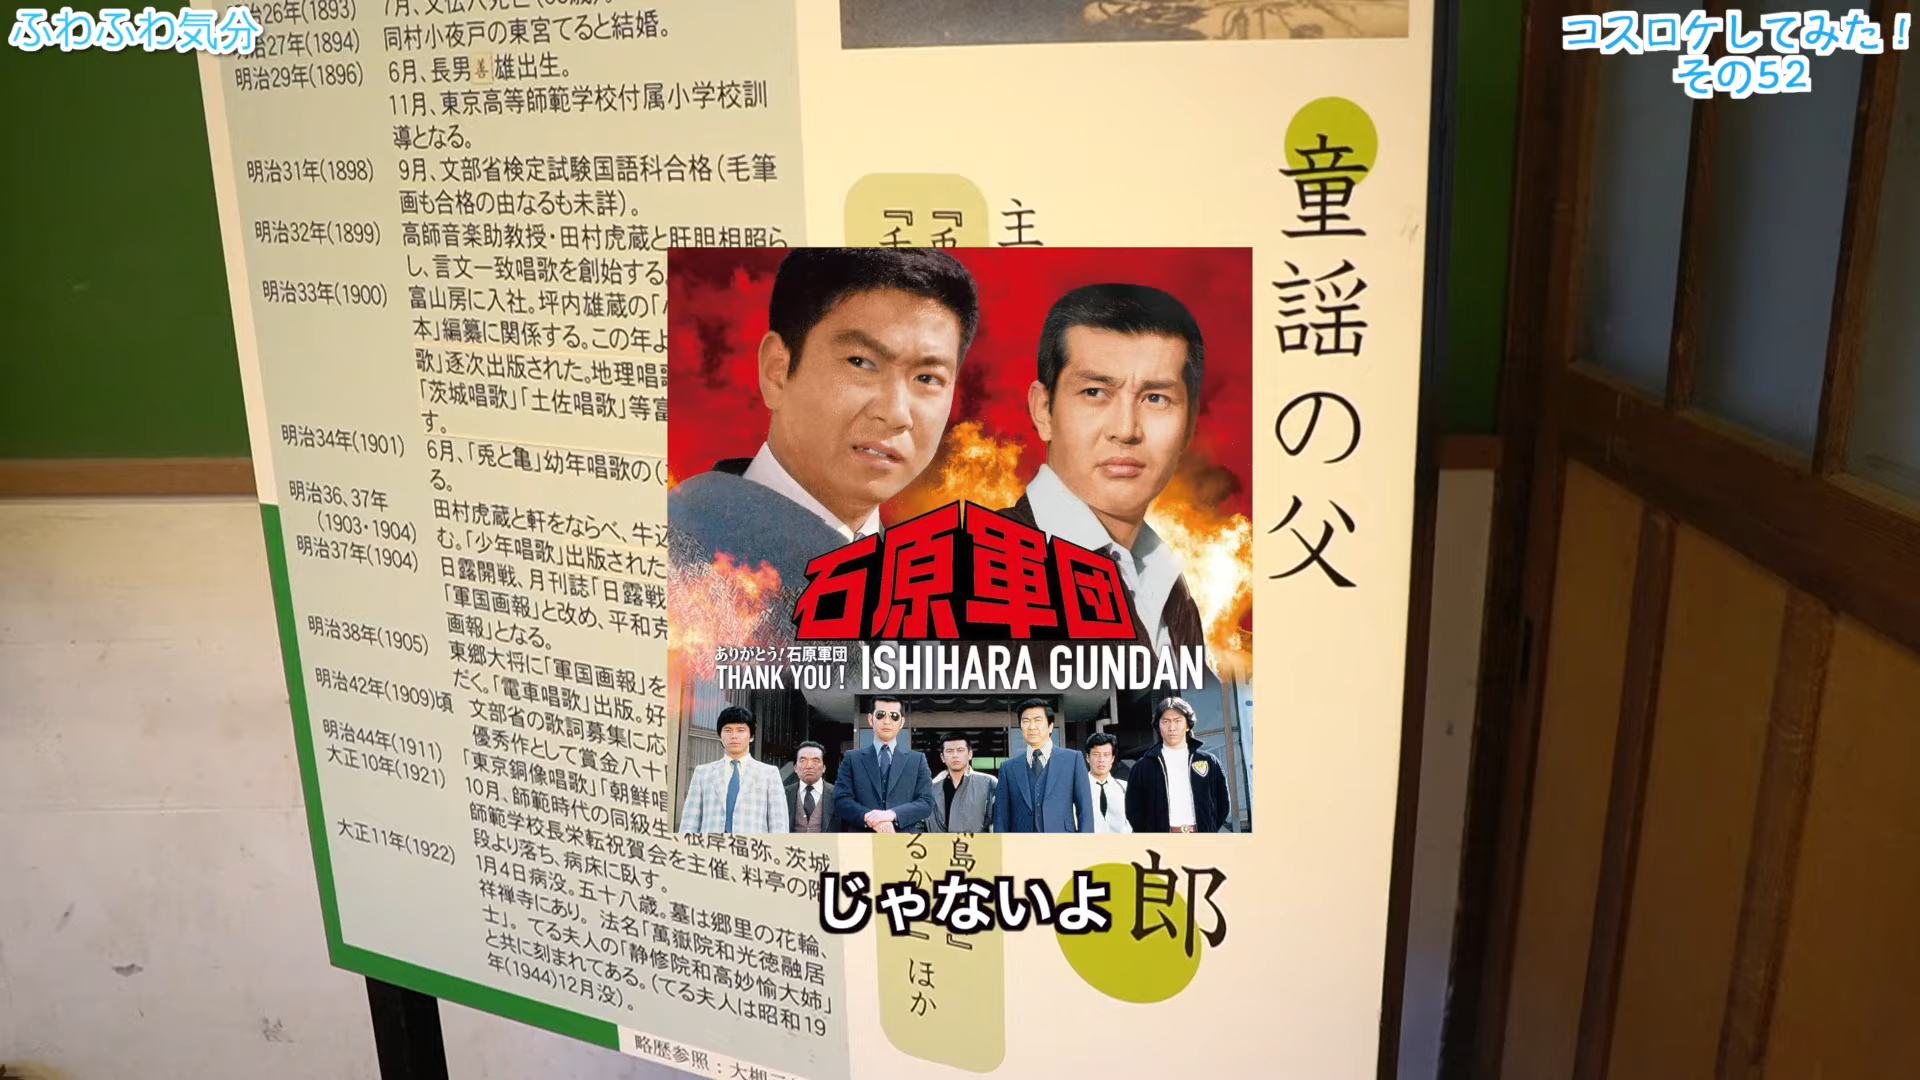 ふわふわ気分
コスロケしてみた！
その52
明治26年(1893)
明治27年(1894) 同村小夜戸の東宮てると結婚。
明治29年(1896) 6月、長男善雄出生。
11月、東京高等師範学校付属小学校訓
導となる。
明治31年(1898) 9月、文部省検定試験国語科合格(毛筆
画も合格の由なるも未詳)。
明治32年(1899) 高師音楽助教授・田村虎蔵と肝胆相照ら
し、言文一致唱歌を創始する。
明治33年(1900) 冨山房に入社。坪内雄蔵の「
本」編纂に関係する。この年よ
歌」逐次出版された。地理唱歌
「茨城唱歌」「土佐唱歌」等富
す。
明治34年(1901) 6月、「兎と亀」幼年唱歌の(
る。
明治36、37年
(1903・1904) 田村虎蔵と軒をならべ、牛込
む。「少年唱歌」出版された
明治37年(1904) 日露開戦、月刊誌「日露戦
「軍国画報」と改め、平和克
画報」となる。
明治38年(1905) 東郷大将に「軍国画報」を
だく。「電車唱歌」出版。好
明治42年(1909)頃 文部省の歌詞募集に応
優秀作として賞金八十
明治44年(1911) 「東京銅像唱歌」「朝鮮唱
大正10年(1921) 10月、師範時代の同級生、根岸福弥。茨城
師範学校長栄転祝賀会を主催、料亭の階
段より落ち、病床に臥す。
大正11年(1922) 1月4日病没。五十八歳。墓は郷里の花輪、
祥禅寺にあり。法名「萬嶽院和光徳融居
士」。てる夫人の「静修院和高妙愉大姉」
と共に刻まれてある。(てる夫人は昭和19
年(1944)12月没)。
略歴参照：
童謡の父
郎
主
ほか
石原軍団
ありがとう！石原軍団
THANK YOU! ISHIHARA GUNDAN
じゃないよ